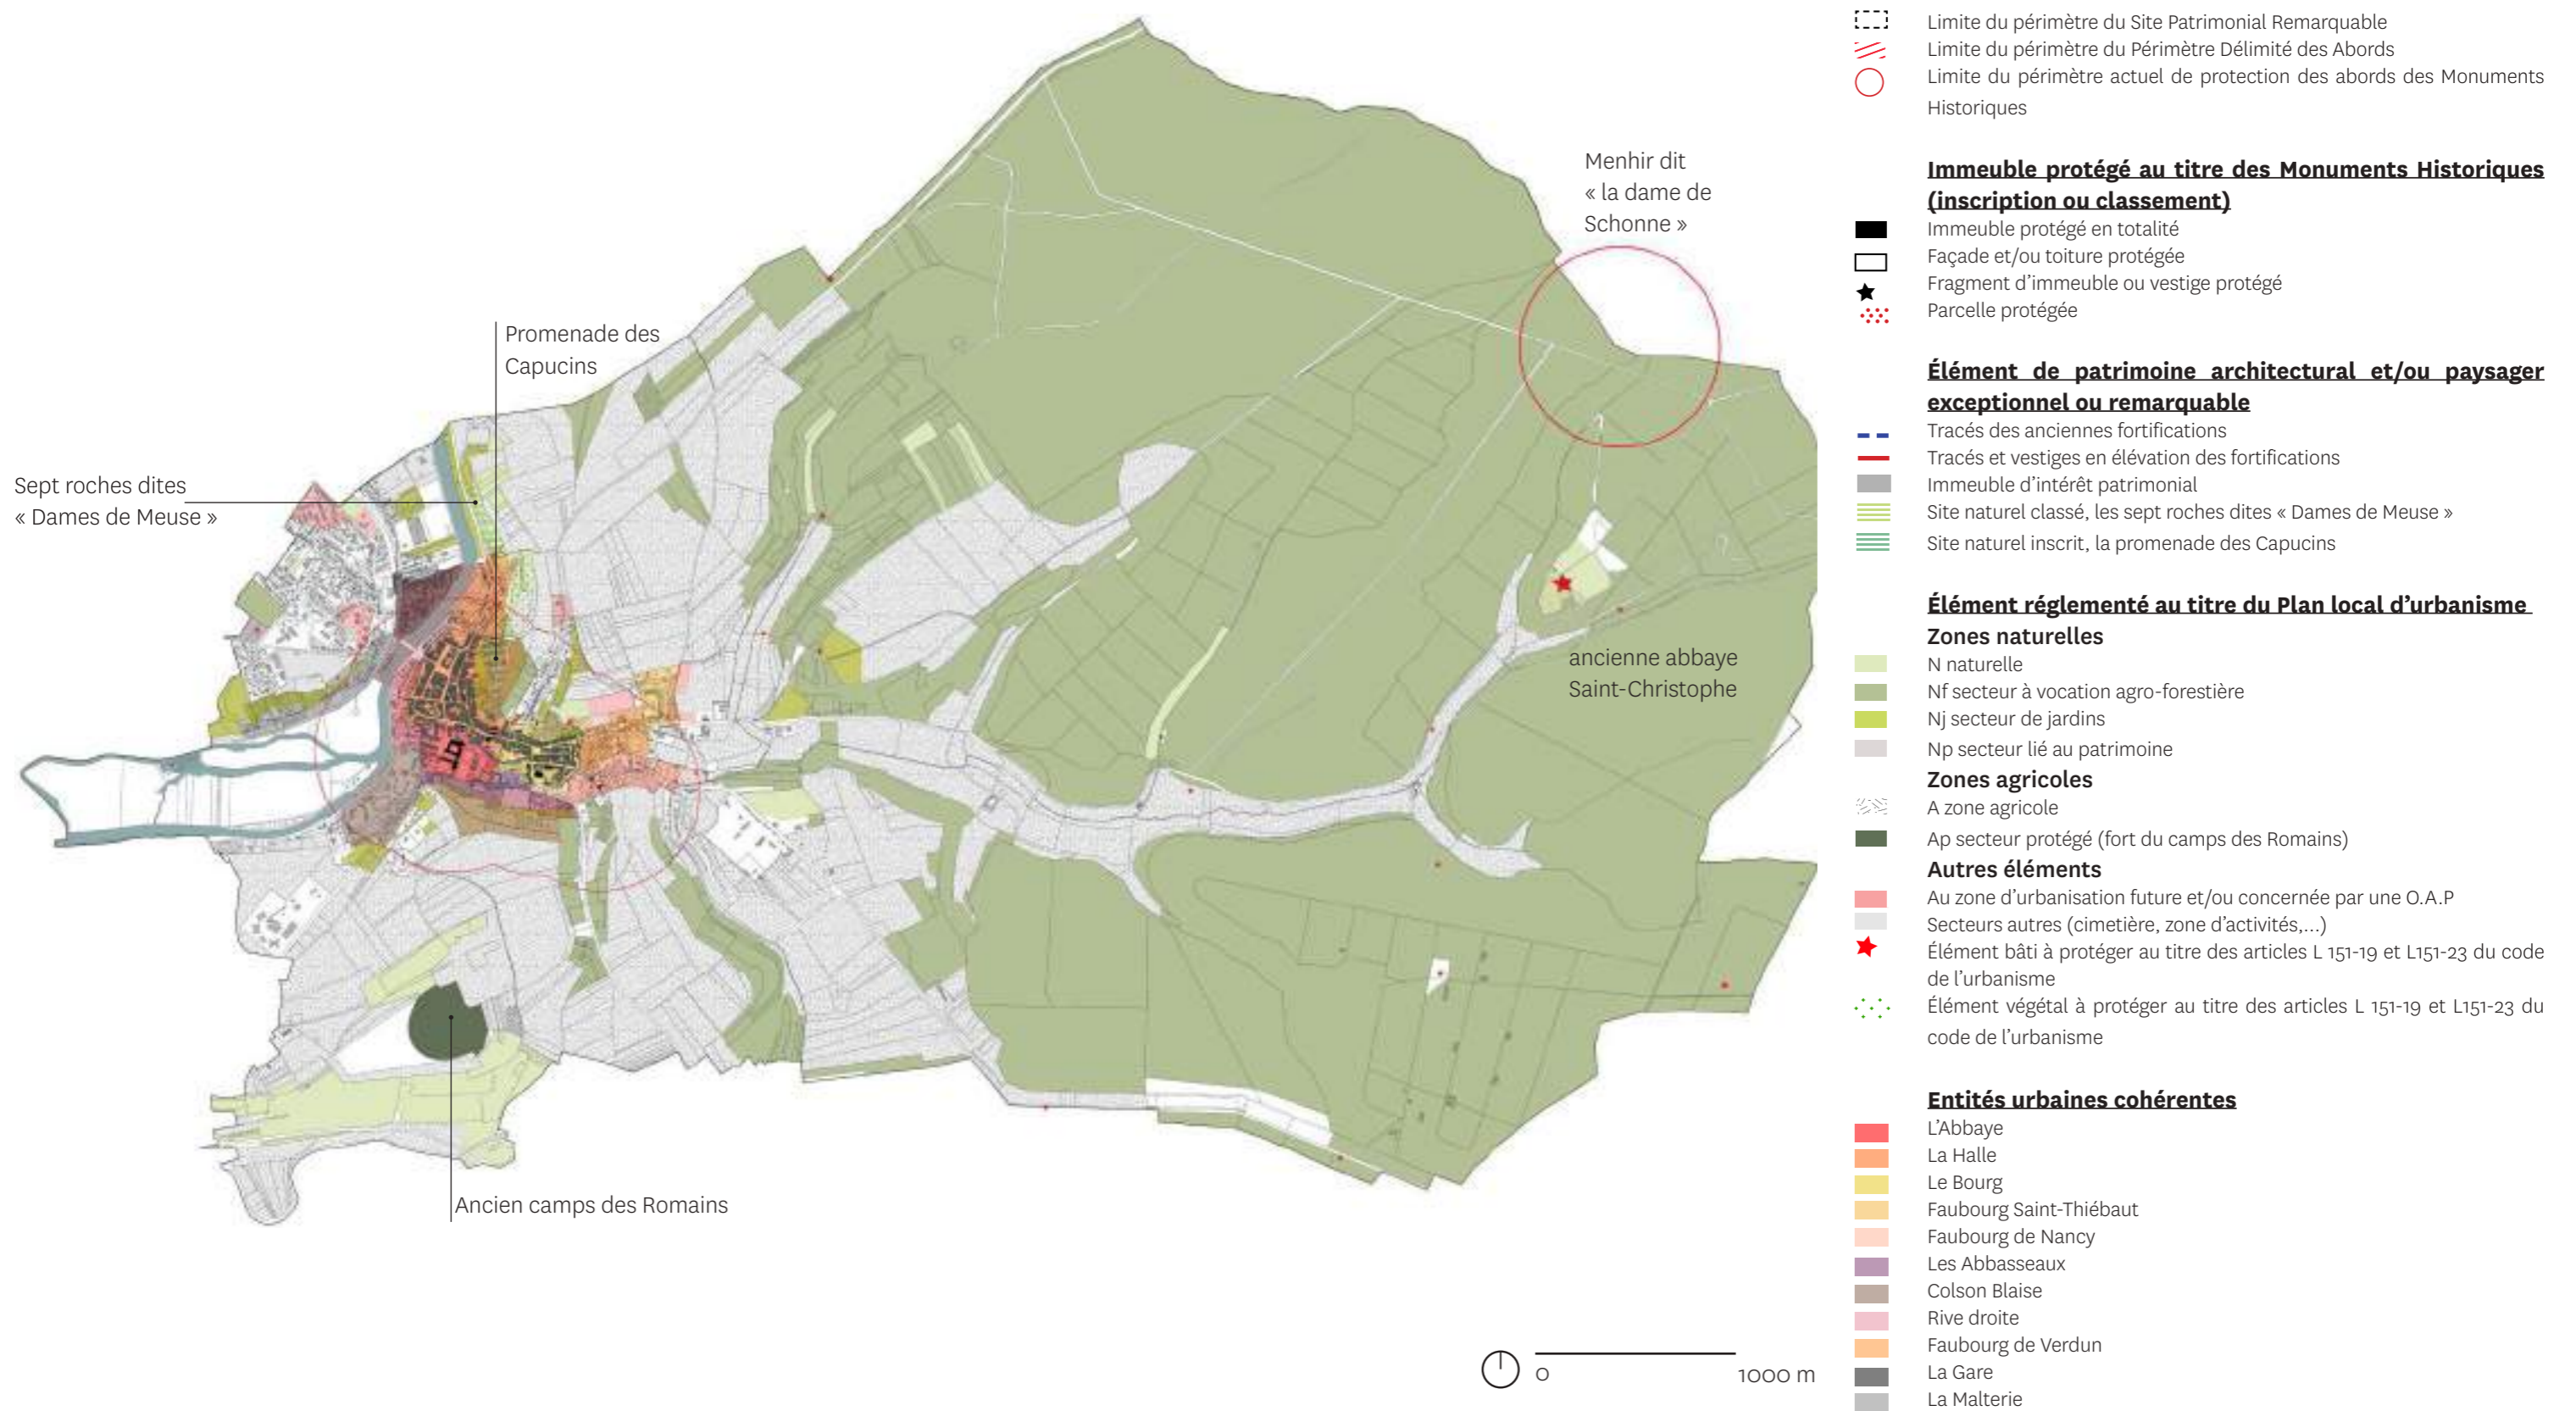 Menhir dit
« la dame de
Schonne »
Promenade des
Capucins
Sept roches dites
« Dames de Meuse »
ancienne abbaye
Saint-Christophe
Ancien camps des Romains
0
1000 m
Limite du périmètre du Site Patrimonial Remarquable
Limite du périmètre du Périmètre Délimité des Abords
Limite du périmètre actuel de protection des abords des Monuments
Historiques
Immeuble protégé au titre des Monuments Historiques
(inscription ou classement)
Immeuble protégé en totalité
Façade et/ou toiture protégée
Fragment d'immeuble ou vestige protégé
Parcelle protégée
Élément de patrimoine architectural et/ou paysager
exceptionnel ou remarquable
Tracés des anciennes fortifications
Tracés et vestiges en élévation des fortifications
Immeuble d'intérêt patrimonial
Site naturel classé, les sept roches dites « Dames de Meuse »
Site naturel inscrit, la promenade des Capucins
Élément réglementé au titre du Plan local d'urbanisme
Zones naturelles
N naturelle
Nf secteur à vocation agro-forestière
Nj secteur de jardins
Np secteur lié au patrimoine
Zones agricoles
A zone agricole
Ap secteur protégé (fort du camps des Romains)
Autres éléments
Au zone d'urbanisation future et/ou concernée par une O.A.P
Secteurs autres (cimetière, zone d'activités,...)
Élément bâti à protéger au titre des articles L 151-19 et L151-23 du code
de l'urbanisme
Élément végétal à protéger au titre des articles L 151-19 et L151-23 du
code de l'urbanisme
Entités urbaines cohérentes
L'Abbaye
La Halle
Le Bourg
Faubourg Saint-Thiébaut
Faubourg de Nancy
Les Abbasseaux
Colson Blaise
Rive droite
Faubourg de Verdun
La Gare
La Malterie